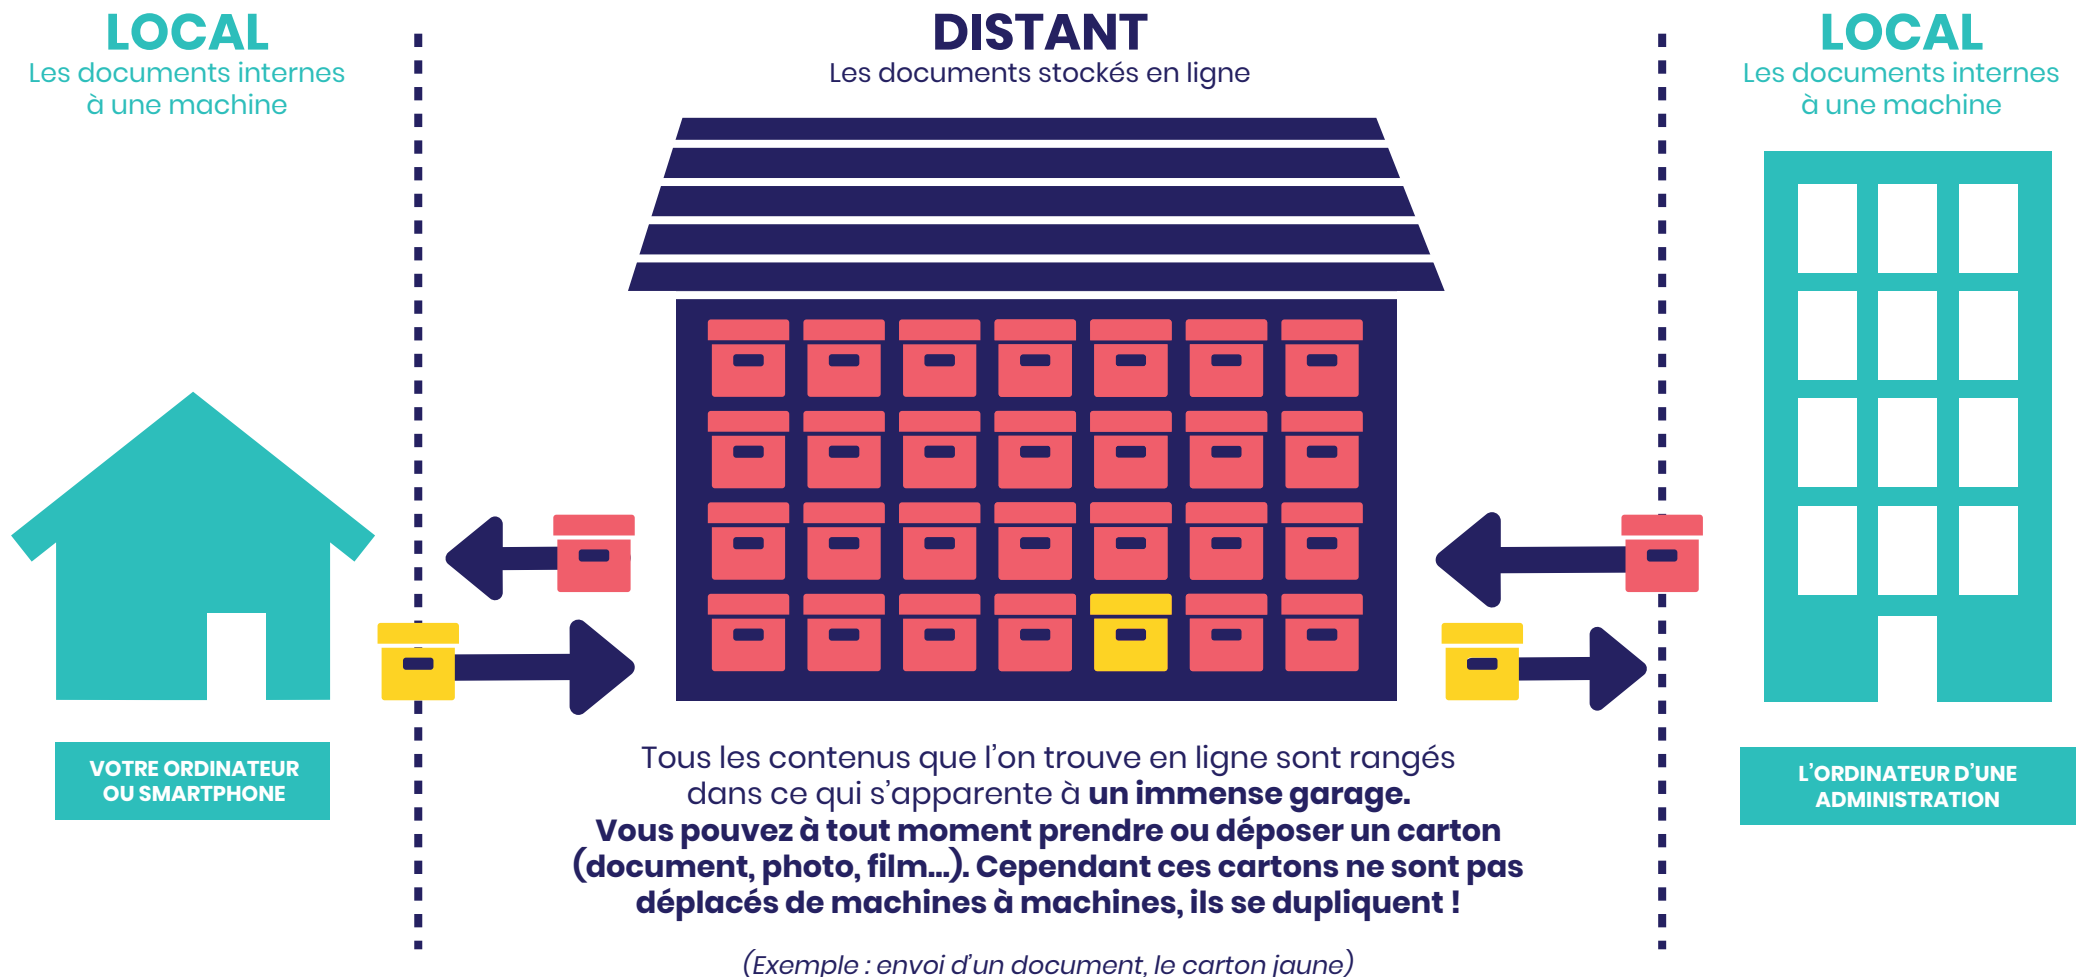 LOCAL
Les documents internes
à une machine
DISTANT
Les documents stockés en ligne
LOCAL
Les documents internes
à une machine
VOTRE ORDINATEUR
OU SMARTPHONE
L’ORDINATEUR D’UNE
ADMINISTRATION
Tous les contenus que l’on trouve en ligne sont rangés
dans ce qui s’apparente à un immense garage.
Vous pouvez à tout moment prendre ou déposer un carton
(document, photo, film...). Cependant ces cartons ne sont pas
déplacés de machines à machines, ils se dupliquent !
(Exemple : envoi d’un document, le carton jaune)